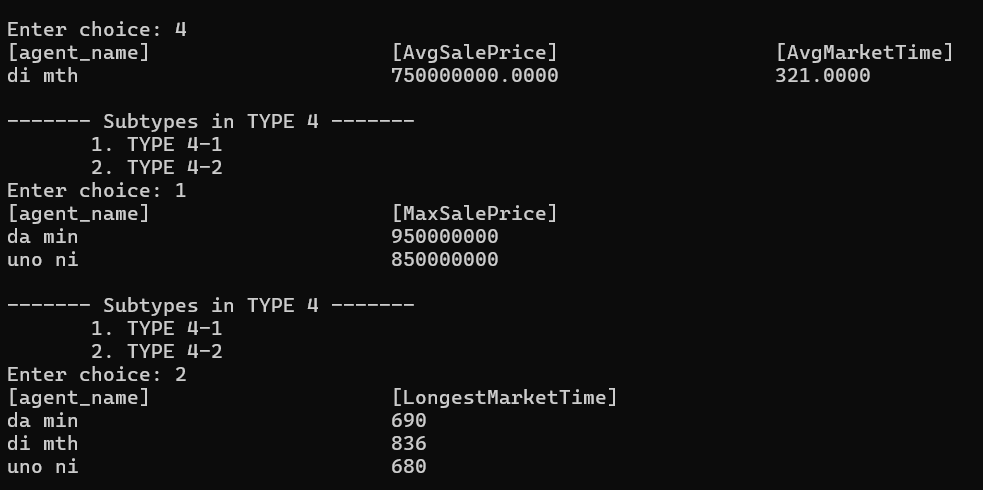 Enter choice: 4
[agent_name] [AvgSalePrice] [AvgMarketTime]
di mth 750000000.0000 321.0000
------- Subtypes in TYPE 4 -------
1. TYPE 4-1
2. TYPE 4-2
Enter choice: 1
[agent_name] [MaxSalePrice]
da min 950000000
uno ni 850000000
------- Subtypes in TYPE 4 -------
1. TYPE 4-1
2. TYPE 4-2
Enter choice: 2
[agent_name] [LongestMarketTime]
da min 690
di mth 836
uno ni 680